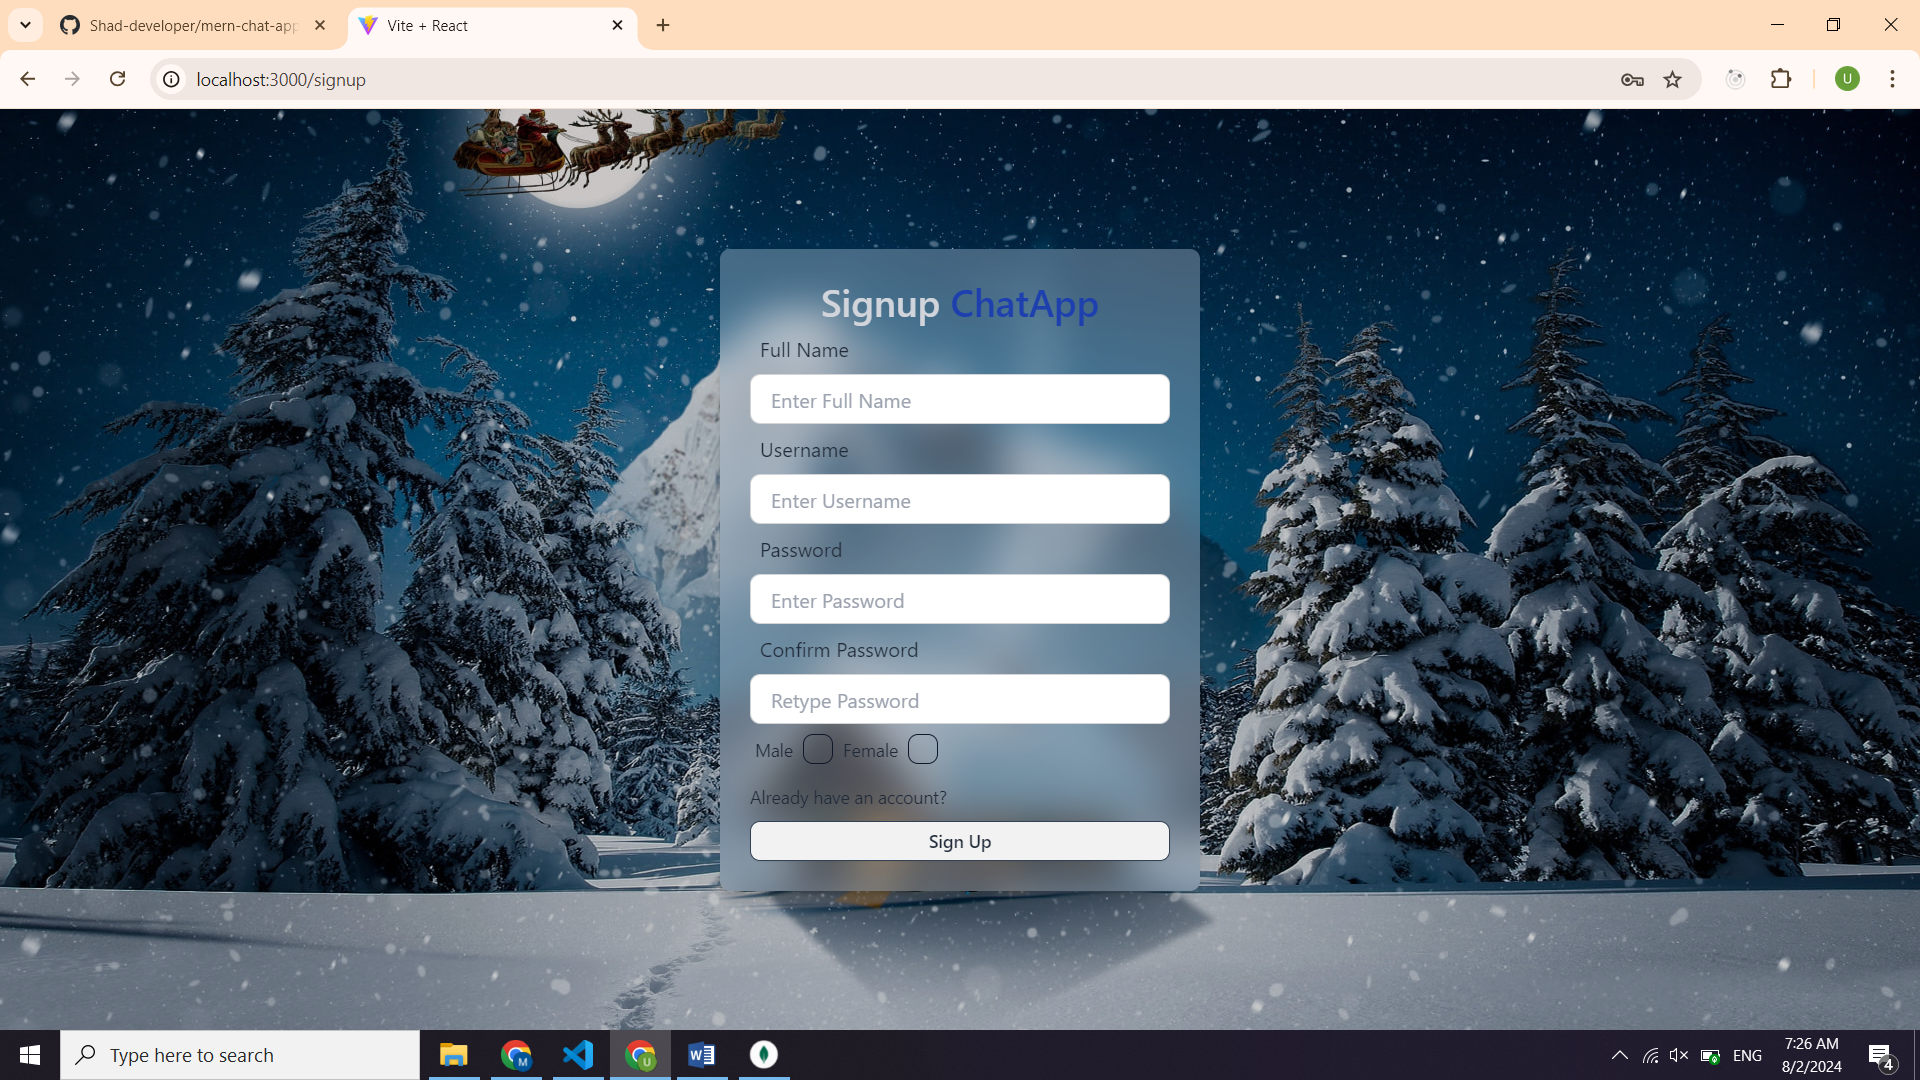 Shad-developer/mern-chat-app
Vite + React
localhost:3000/signup
U
Signup ChatApp
Full Name
Enter Full Name
Username
Enter Username
Password
Enter Password
Confirm Password
Retype Password
Male Female
Already have an account?
Sign Up
Type here to search
M
U
W
ENG
7:26 AM
8/2/2024
4